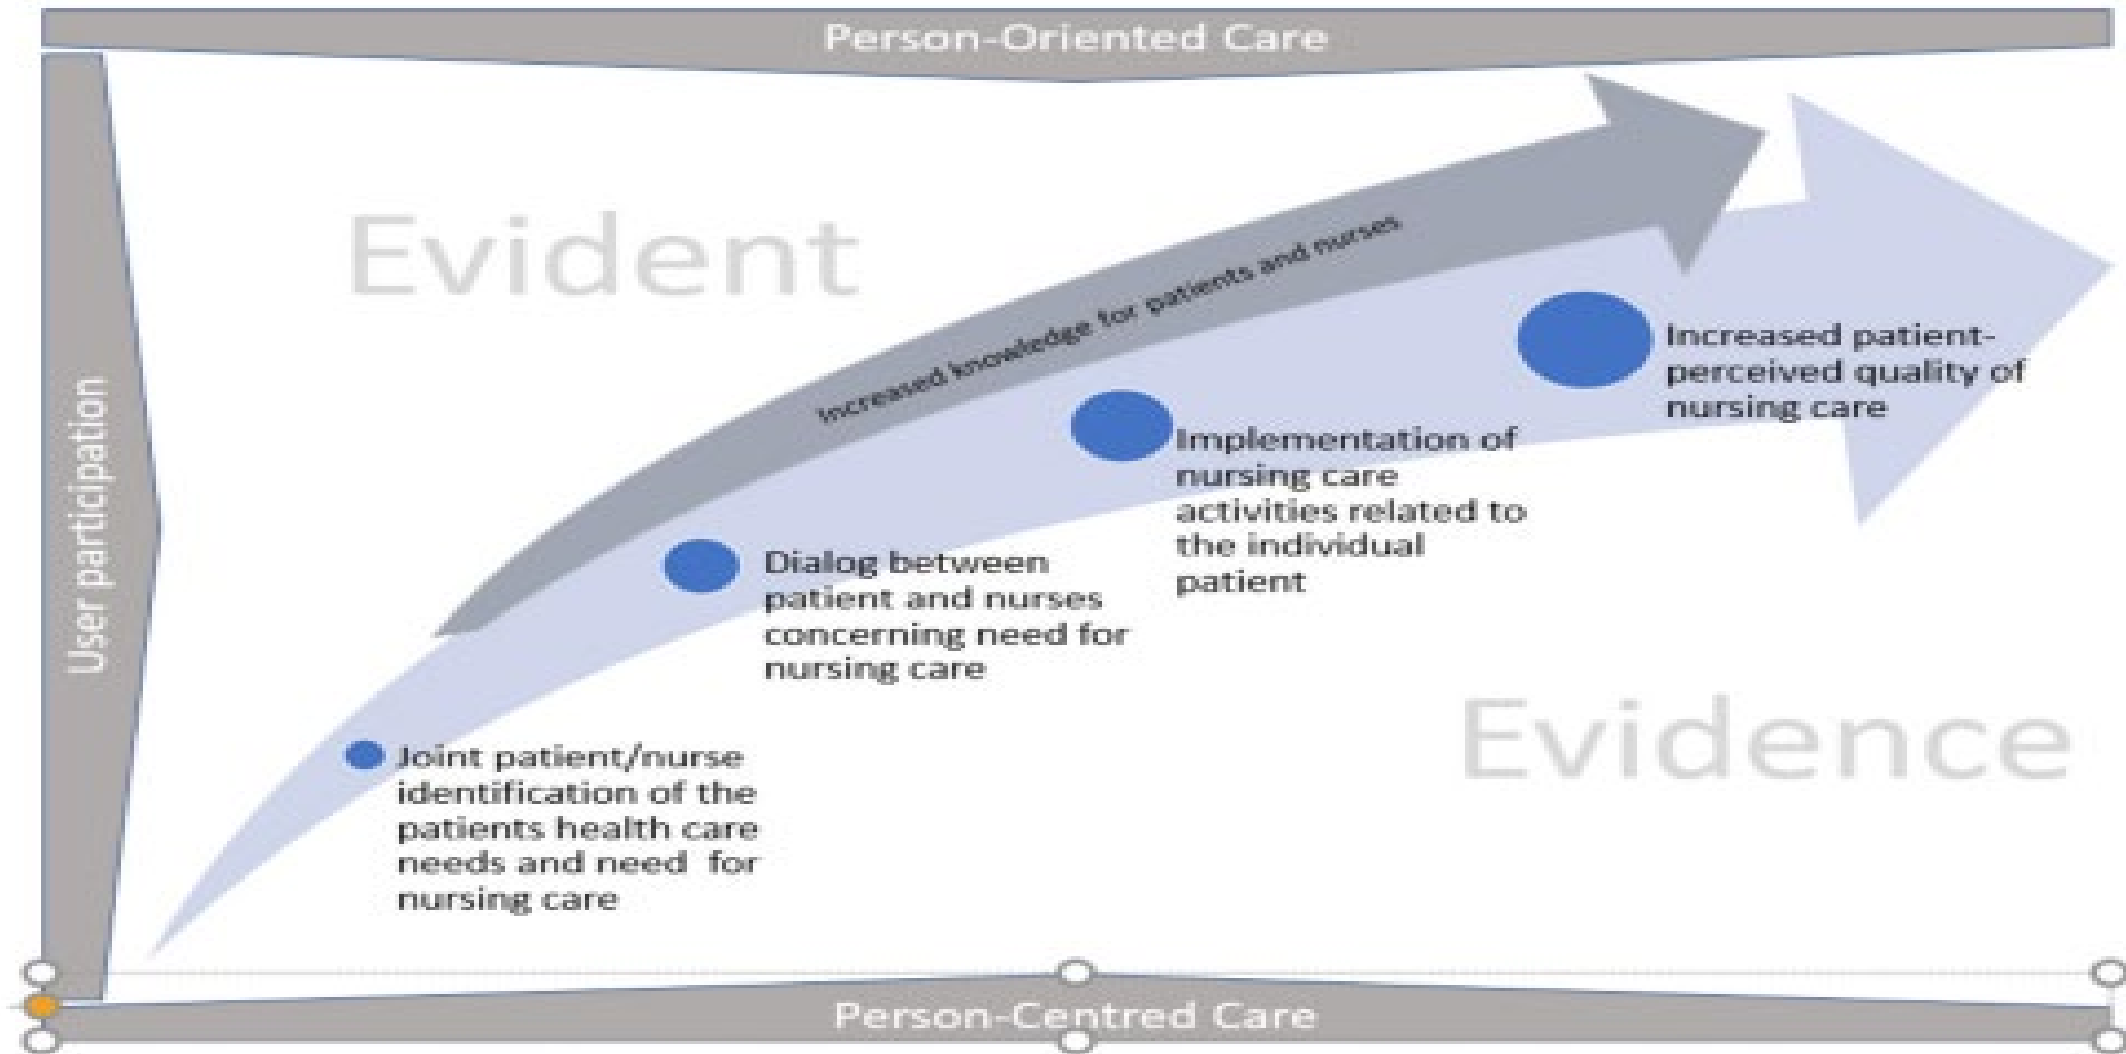 Person-Oriented Care
User participation
Evident
Increased knowledge for patients and nurses
Increased patient-
perceived quality of
nursing care
Implementation of
nursing care
activities related to
the individual
patient
Dialog between
patient and nurses
concerning need for
nursing care
Evidence
Joint patient/nurse
identification of the
patients health care
needs and need  for
nursing care
Person-Centred Care